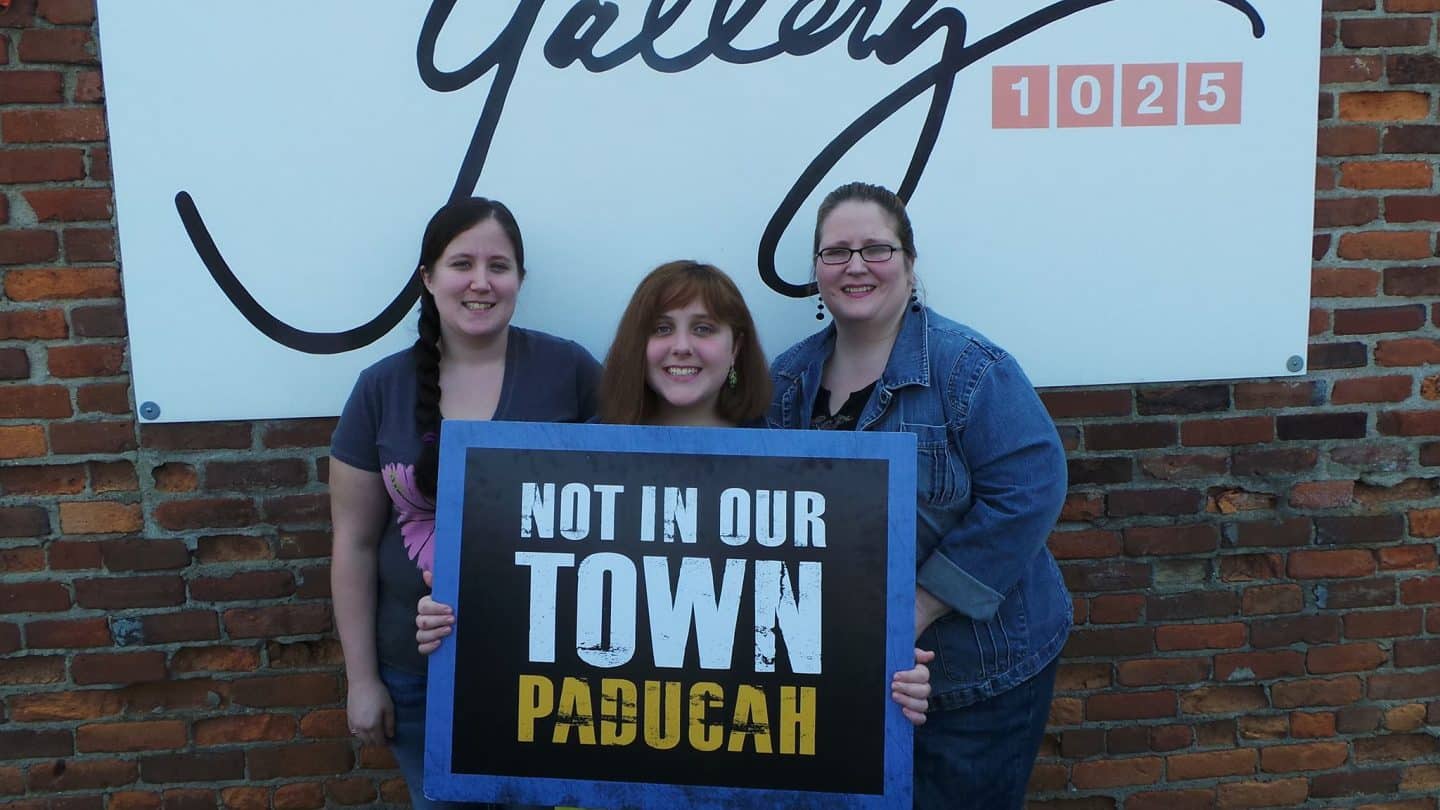 gallery
1025
NOT IN OUR
TOWN
PADUCAH